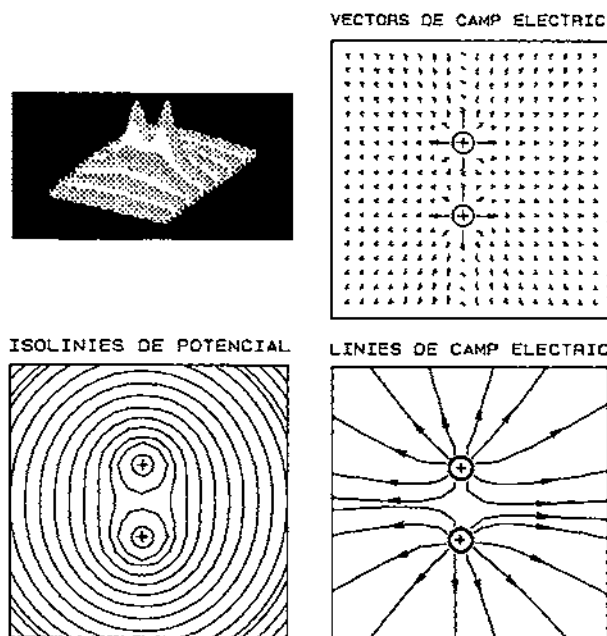 VECTORS DE CAMP ELECTRIC
+
+
ISOLINIES DE POTENCIAL
LINIES DE CAMP ELECTRIC
+
+
+
+